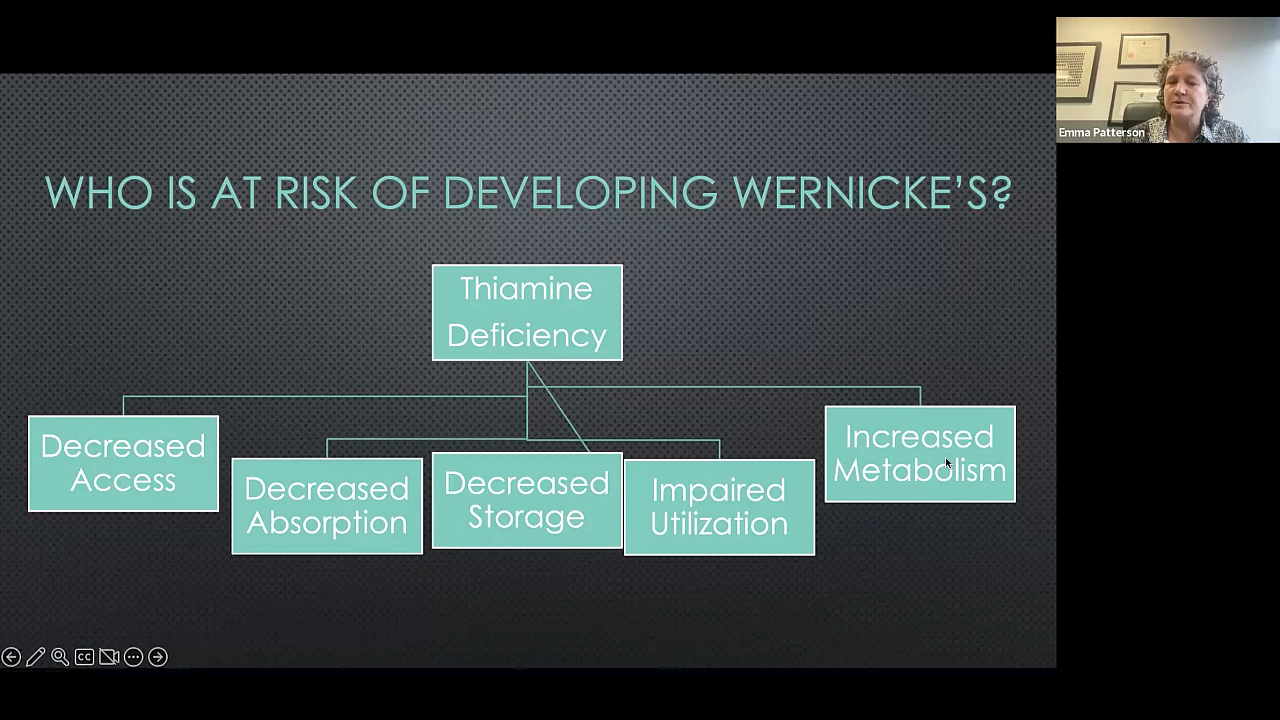 WHO IS AT RISK OF DEVELOPING WERNICKE’S?
Thiamine
Deficiency
Decreased
Access
Decreased
Absorption
Decreased
Storage
Impaired
Utilization
Increased
Metabolism
Emma Patterson
CC